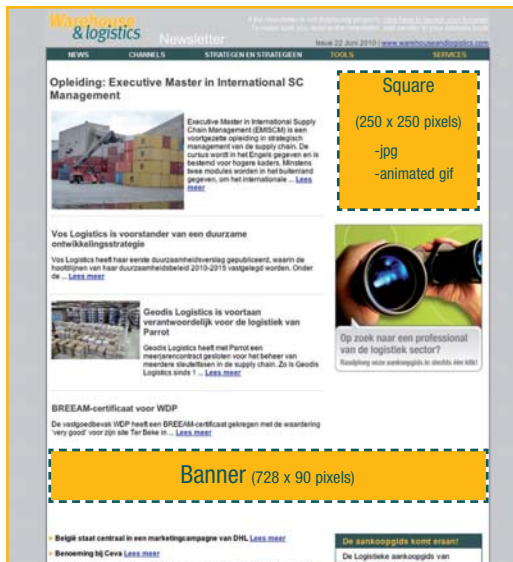 Warehouse
& logistics
Newsletter
Issue 22 Juni 2010 | www.warehouseandlogistics.com
NEWS CHANNELS STRATEGEN EN STRATEGIEEN TOOLS SERVICES
Opleiding: Executive Master in International SC
Management
Executive Master in International Supply
Chain Management (EMISCM) is een
voortgezette opleiding in strategisch
management van de supply chain. De
cursus wordt in het Engels gegeven en is
bestemd voor hogere kaders. Minstens
twee modules worden in het buitenland
gegeven, om het internationale ... Lees
meer
Square
(250 x 250 pixels)
-jpg
-animated gif
Vos Logistics is voorstander van een duurzame
ontwikkelingsstrategie
Vos Logistics heeft haar eerste duurzaamheidsverslag gepubliceerd, waarin de
hoofdlijnen van haar duurzaamheidsbeleid 2010-2015 vastgelegd worden. Onder
de ... Lees meer
Geodis Logistics is voortaan
verantwoordelijk voor de logistiek van
Parrot
Geodis Logistics heeft met Parrot een
meerjarencontract gesloten voor het beheer van
meerdere sleutelfasen in de supply chain. Zo is Geodis
Logistics sinds 1 ... Lees meer
Op zoek naar een professional
van de logistiek sector?
Raadpleeg onze aankoopgids in slechts één klik!
BREEAM-certificaat voor WDP
De vastgoedbevak WDP heeft een BREEAM-certificaat gekregen met de waardering
'very good' voor zijn site Ter Beke in ... Lees meer
Banner (728 x 90 pixels)
België staat centraal in een marketingcampagne van DHL Lees meer
Benoeming bij Ceva Lees meer
De aankoopgids komt eraan!
De Logistieke aankoopgids van